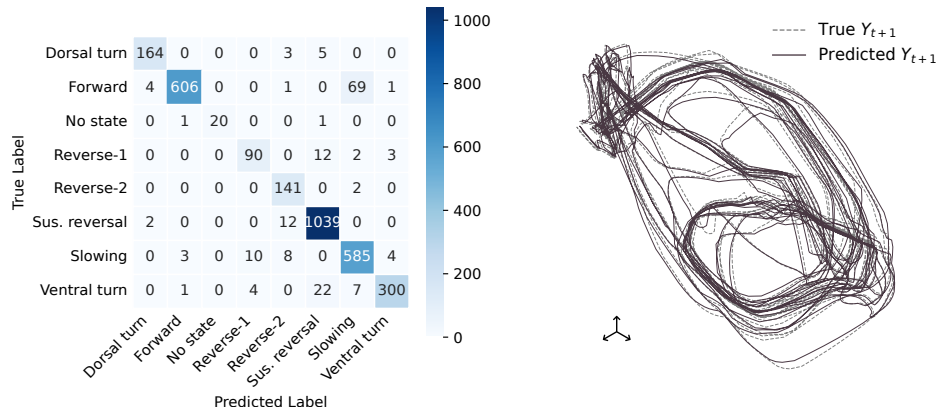 True Label
Dorsal turn 164 0 0 0 3 5 0 0
Forward 4 606 0 0 1 0 69 1
No state 0 1 20 0 0 1 0 0
Reverse-1 0 0 0 90 0 12 2 3
Reverse-2 0 0 0 0 141 0 2 0
Sus. reversal 2 0 0 0 12 1039 0 0
Slowing 0 3 0 10 8 0 585 4
Ventral turn 0 1 0 4 0 22 7 300
Dorsal turn
Forward
No state
Reverse-1
Reverse-2
Sus. reversal
Slowing
Ventral turn
Predicted Label
1000
800
600
400
200
0
True Y_{t+1}
Predicted Y_{t+1}